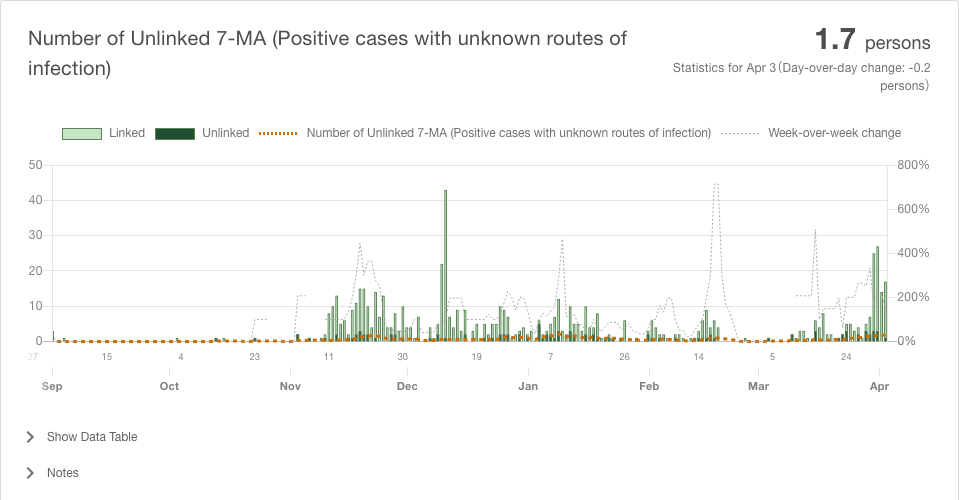 Number of Unlinked 7-MA (Positive cases with unknown routes of
infection)
1.7 persons
Statistics for Apr 3 (Day-over-day change: -0.2
persons)
Linked Unlinked Number of Unlinked 7-MA (Positive cases with unknown routes of infection) Week-over-week change
50 800%
40 600%
30 400%
20 200%
10 0%
0
27 15 4 23 11 30 19 7 26 14 5 24
Sep Oct Nov Dec Jan Feb Mar Apr
Show Data Table
Notes